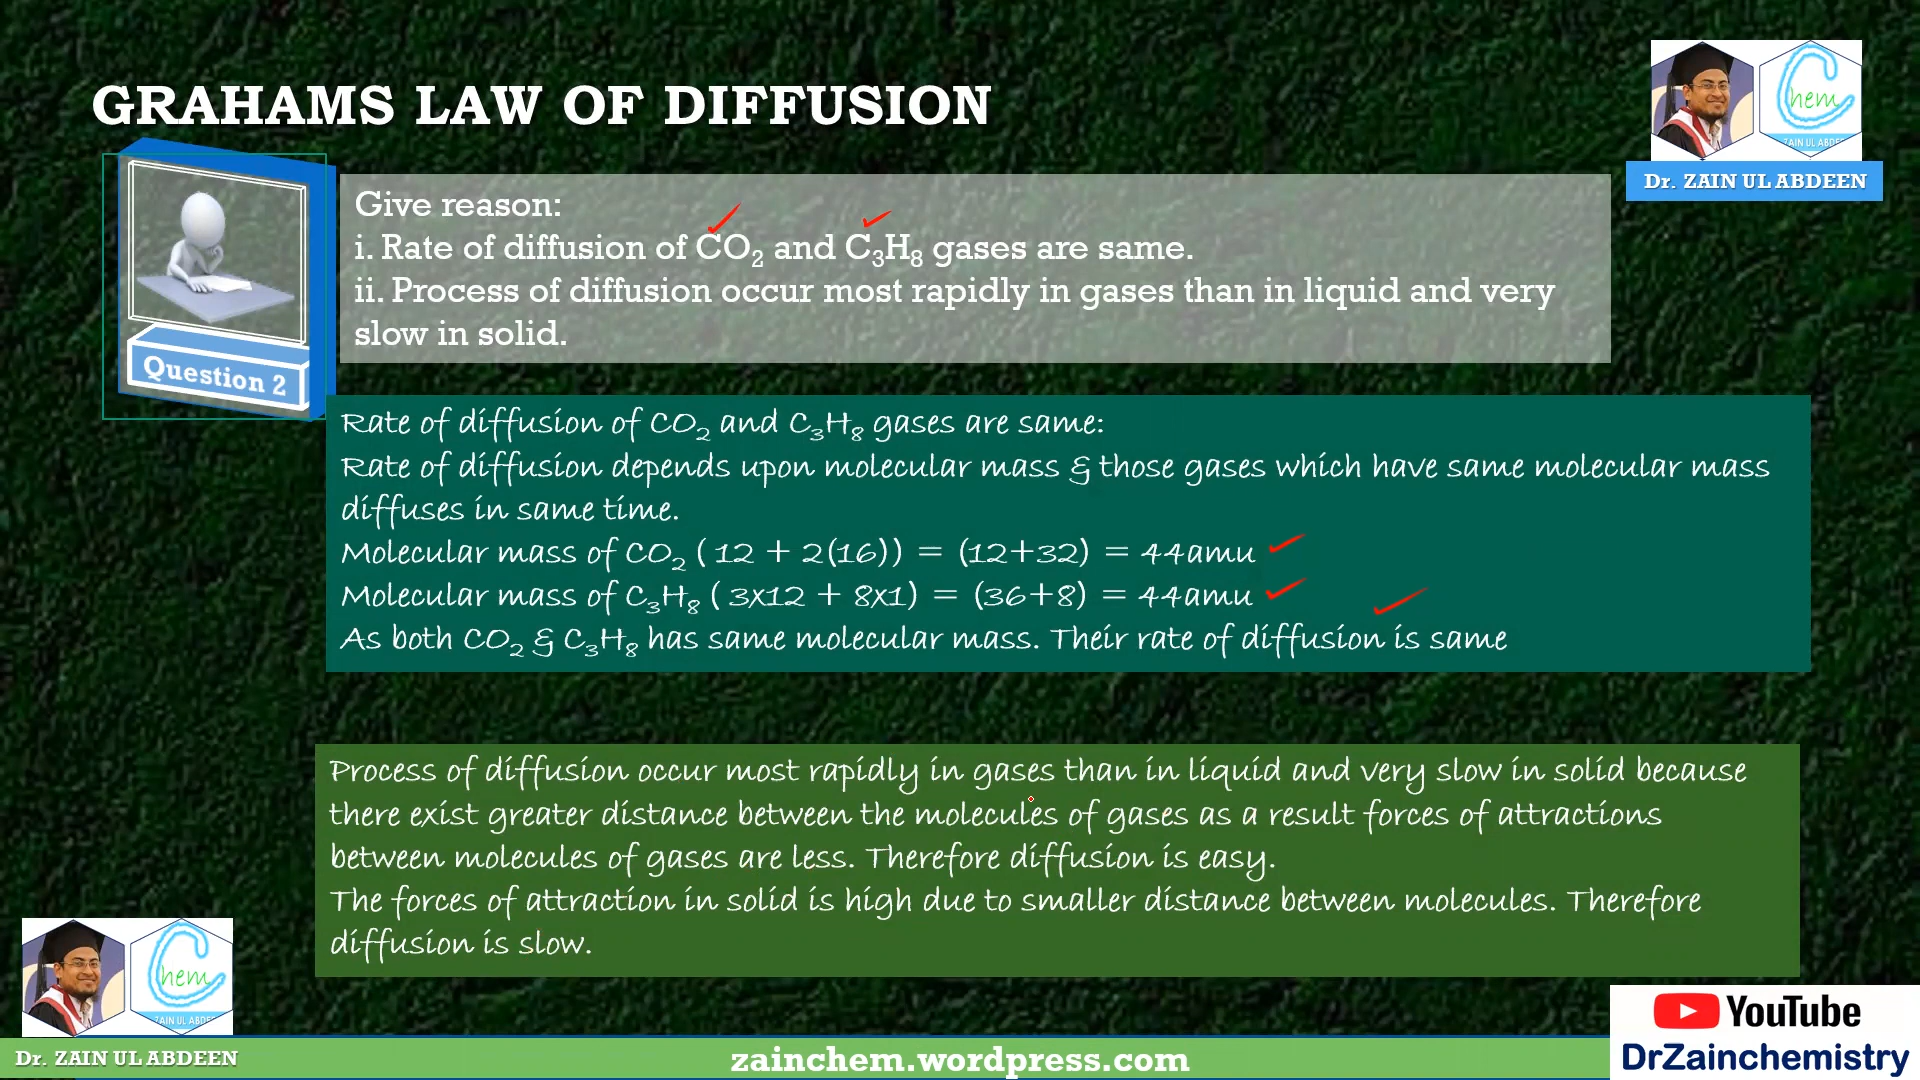 GRAHAMS LAW OF DIFFUSION
hem
ZAIN UL ABDE
Dr. ZAIN UL ABDEEN
Question 2
Give reason:
i. Rate of diffusion of CO₂ and C₃H₈ gases are same.
ii. Process of diffusion occur most rapidly in gases than in liquid and very
slow in solid.
Rate of diffusion of CO₂ and C₃H₈ gases are same:
Rate of diffusion depends upon molecular mass & those gases which have same molecular mass
diffuses in same time.
Molecular mass of CO₂ (12 + 2(16)) = (12+32) = 44amu
Molecular mass of C₃H₈ (3x12 + 8x1) = (36+8) = 44amu
As both CO₂ & C₃H₈ has same molecular mass. Their rate of diffusion is same
Process of diffusion occur most rapidly in gases than in liquid and very slow in solid because
there exist greater distance between the molecules of gases as a result forces of attractions
between molecules of gases are less. Therefore diffusion is easy.
The forces of attraction in solid is high due to smaller distance between molecules. Therefore
diffusion is slow.
hem
ZAIN UL ABDE
Dr. ZAIN UL ABDEEN
zainchem.wordpress.com
YouTube
DrZainchemistry